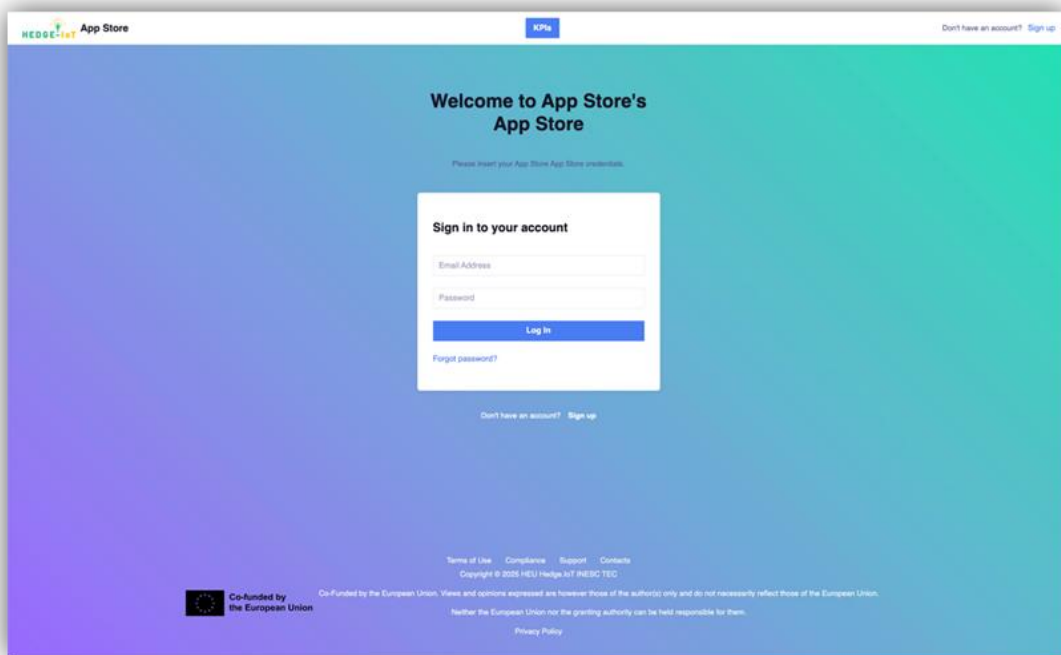 HEDGE-IoT App Store
KPIs
Don't have an account? Sign up
Welcome to App Store's
App Store
Please insert your App Store App Store credentials.
Sign in to your account
Email Address
Password
Log In
Forgot password?
Don't have an account? Sign up
Terms of Use Compliance Support Contacts
Copyright © 2025 HEU Hedge.IoT INESC TEC
Co-funded by
the European Union
Co-Funded by the European Union. Views and opinions expressed are however those of the author(s) only and do not necessarily reflect those of the European Union.
Neither the European Union nor the granting authority can be held responsible for them.
Privacy Policy